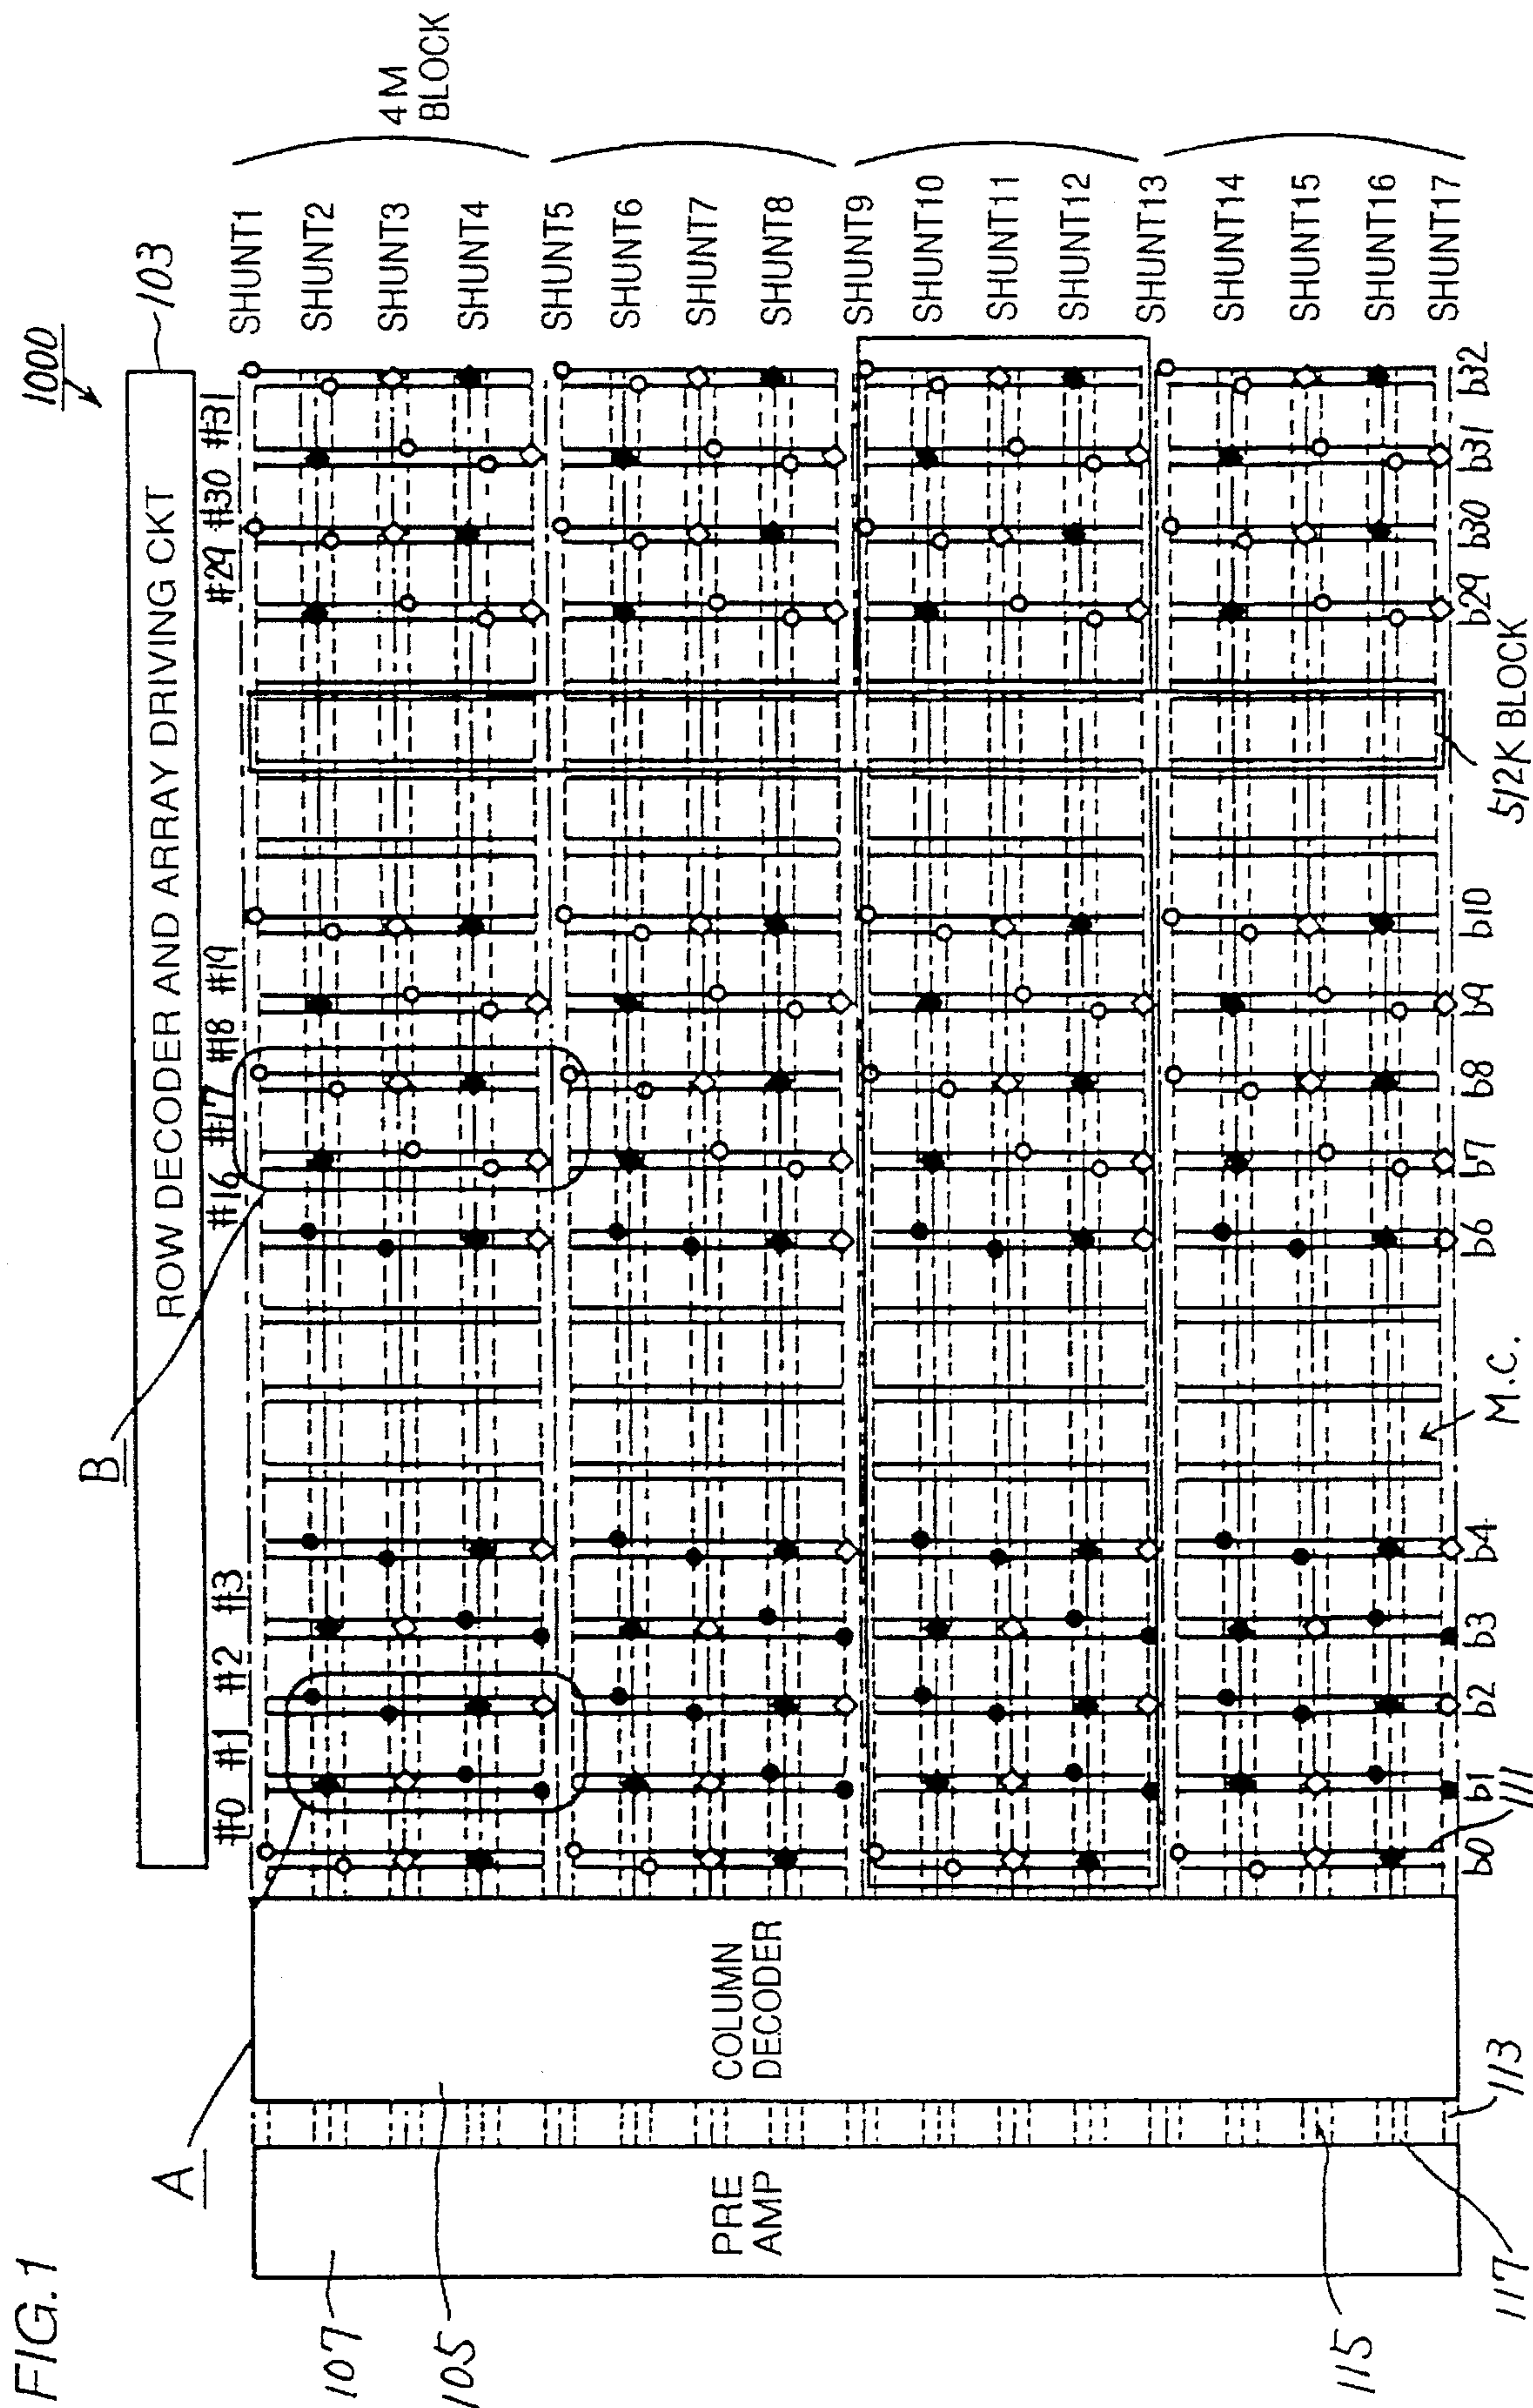 FIG.1
1000
ROW DECODER AND ARRAY DRIVING CKT
103
A
B
#0 #1 #2 #3 #16 #17 #18 #19 #29 #30 #31
4M
BLOCK
SHUNT1
SHUNT2
SHUNT3
SHUNT4
SHUNT5
SHUNT6
SHUNT7
SHUNT8
SHUNT9
SHUNT10
SHUNT11
SHUNT12
SHUNT13
SHUNT14
SHUNT15
SHUNT16
SHUNT17
107
PRE
AMP
105
COLUMN
DECODER
115
117
113
b0 b1 b2 b3 b4 b6 b7 b8 b9 b10 b29 b30 b31 b32
111
M.C.
512K BLOCK